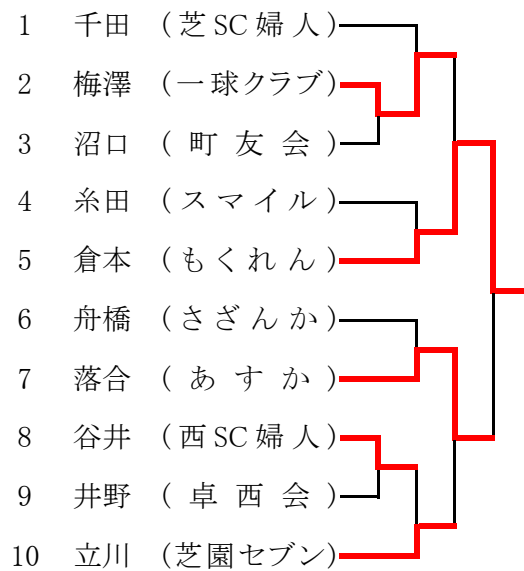 1 千田 (芝SC婦人)
2 梅澤 (一球クラブ)
3 沼口 (町友会)
4 糸田 (スマイル)
5 倉本 (もくれん)
6 舟橋 (さざんか)
7 落合 (あすか)
8 谷井 (西SC婦人)
9 井野 (卓西会)
10 立川 (芝園セブン)